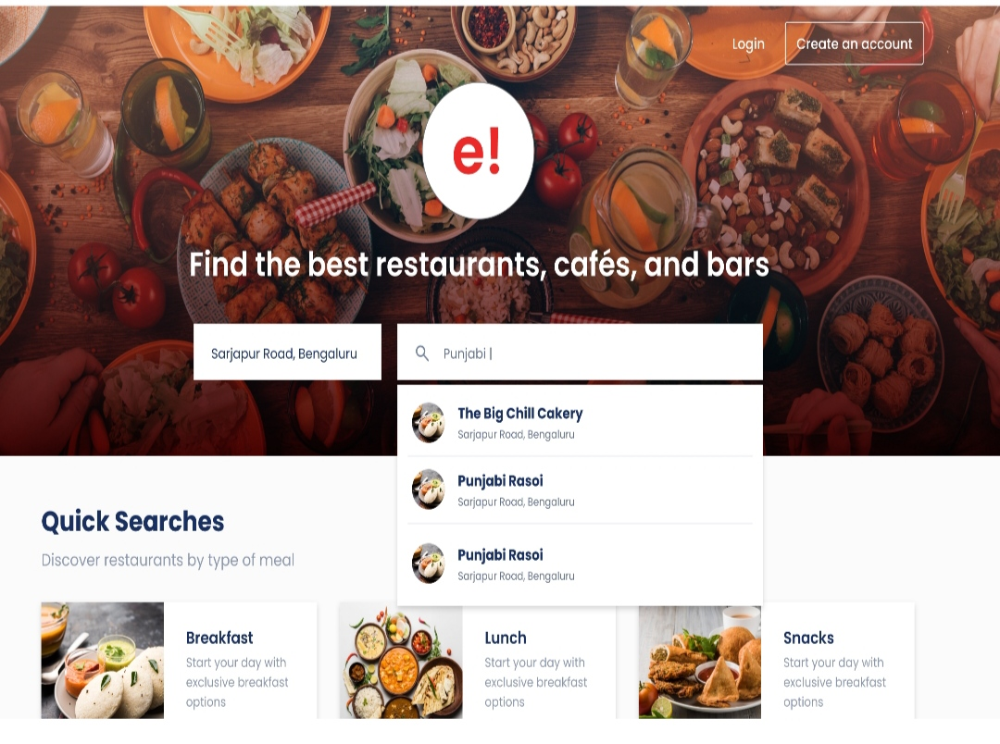 Login
Create an account
e!
Find the best restaurants, cafés, and bars
Sarjapur Road, Bengaluru
Punjabi |
The Big Chill Cakery
Sarjapur Road, Bengaluru
Punjabi Rasoi
Sarjapur Road, Bengaluru
Punjabi Rasoi
Sarjapur Road, Bengaluru
Quick Searches
Discover restaurants by type of meal
Breakfast
Start your day with
exclusive breakfast
options
Lunch
Start your day with
exclusive breakfast
options
Snacks
Start your day with
exclusive breakfast
options